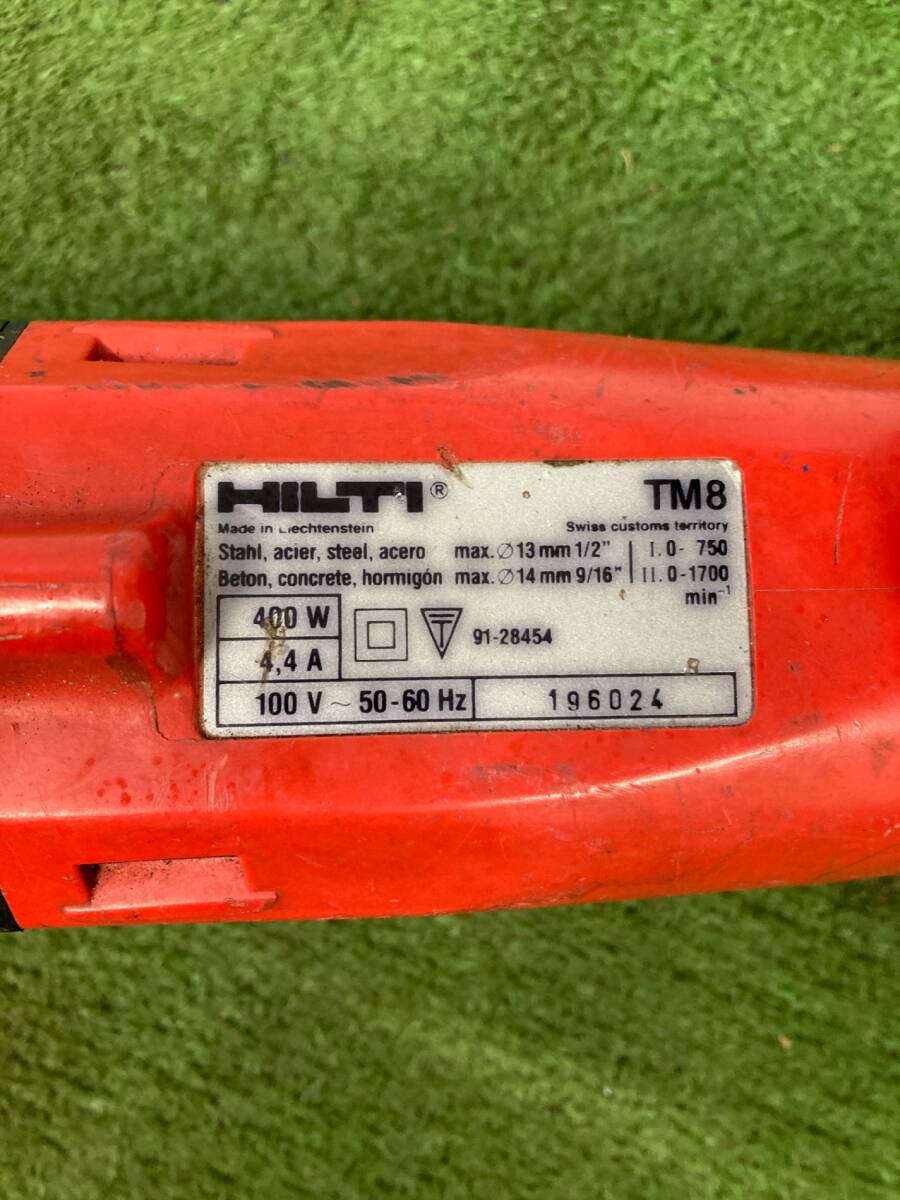 HILTI® TM8
Made in Liechtenstein Swiss customs territory
Stahl, acier, steel, acero max. ∅ 13 mm 1/2" I. 0- 750
Beton, concrete, hormigón max. ∅ 14 mm 9/16" II. 0-1700
min⁻¹
400 W
91-28454
4,4 A
100 V ~ 50-60 Hz 196024